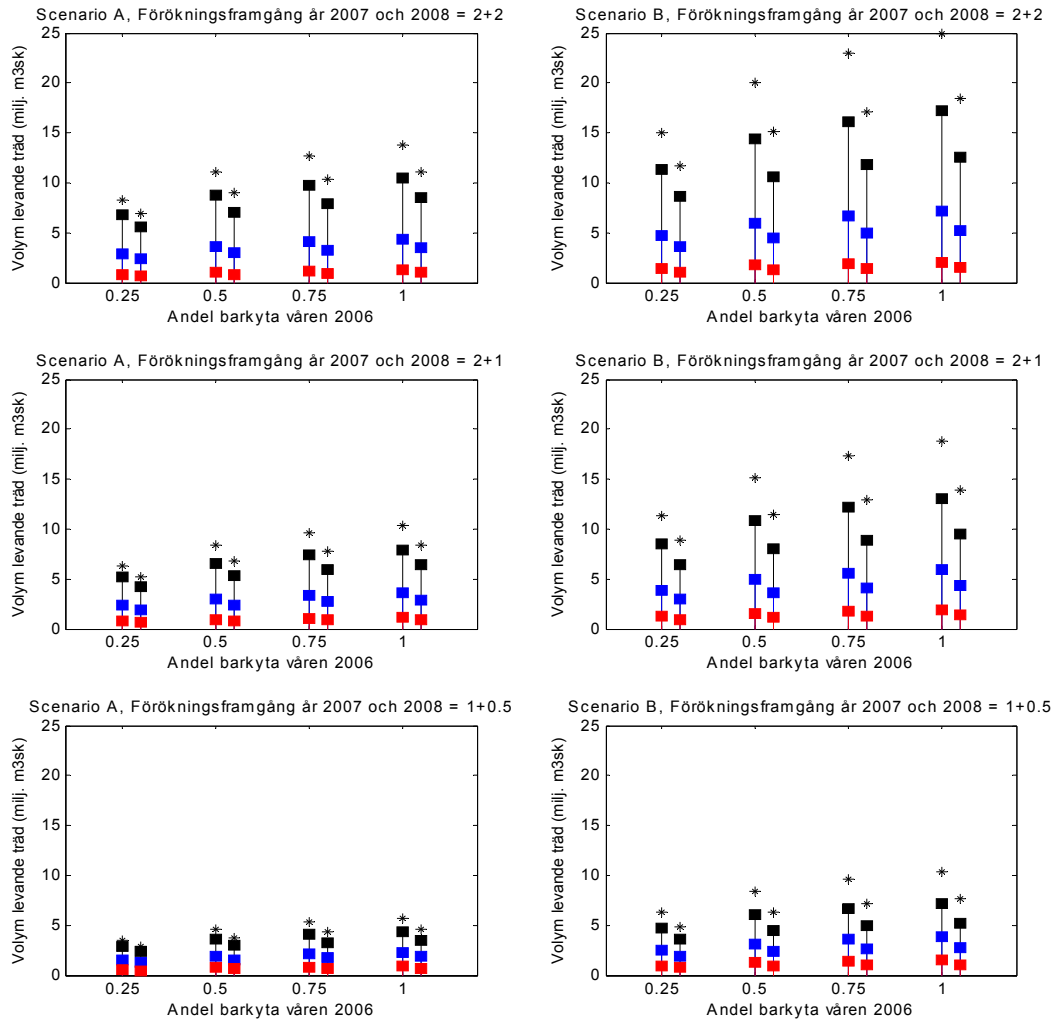 Scenario A, Förökningsframgång år 2007 och 2008 = 2+2
25
20
15
10
5
0
Volym levande träd (milj. m3sk)
0.25 0.5 0.75 1
Andel barkyta våren 2006
Scenario B, Förökningsframgång år 2007 och 2008 = 2+2
25
20
15
10
5
0
Volym levande träd (milj. m3sk)
0.25 0.5 0.75 1
Andel barkyta våren 2006
Scenario A, Förökningsframgång år 2007 och 2008 = 2+1
25
20
15
10
5
0
Volym levande träd (milj. m3sk)
0.25 0.5 0.75 1
Andel barkyta våren 2006
Scenario B, Förökningsframgång år 2007 och 2008 = 2+1
25
20
15
10
5
0
Volym levande träd (milj. m3sk)
0.25 0.5 0.75 1
Andel barkyta våren 2006
Scenario A, Förökningsframgång år 2007 och 2008 = 1+0.5
25
20
15
10
5
0
Volym levande träd (milj. m3sk)
0.25 0.5 0.75 1
Andel barkyta våren 2006
Scenario B, Förökningsframgång år 2007 och 2008 = 1+0.5
25
20
15
10
5
0
Volym levande träd (milj. m3sk)
0.25 0.5 0.75 1
Andel barkyta våren 2006